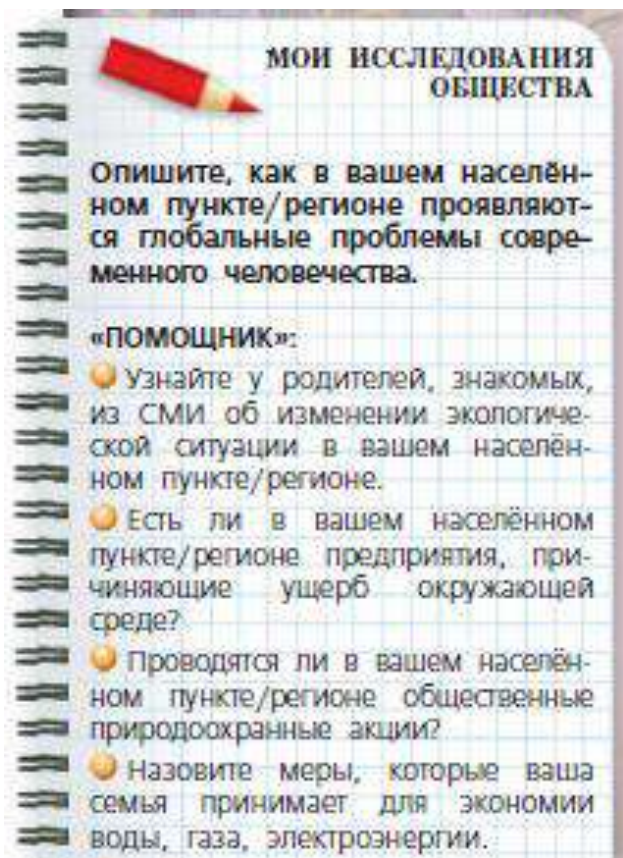 МОИ ИССЛЕДОВАНИЯ
ОБЩЕСТВА
Опишите, как в вашем населён-
ном пункте/регионе проявляют-
ся глобальные проблемы совре-
менного человечества.
«ПОМОЩНИК»:
Узнайте у родителей, знакомых,
из СМИ об изменении экологиче-
ской ситуации в вашем населён-
ном пункте/регионе.
Есть ли в вашем населённом
пункте/регионе предприятия, при-
чиняющие ущерб окружающей
среде?
Проводятся ли в вашем населён-
ном пункте/регионе общественные
природоохранные акции?
Назовите меры, которые ваша
семья принимает для экономии
воды, газа, электроэнергии.